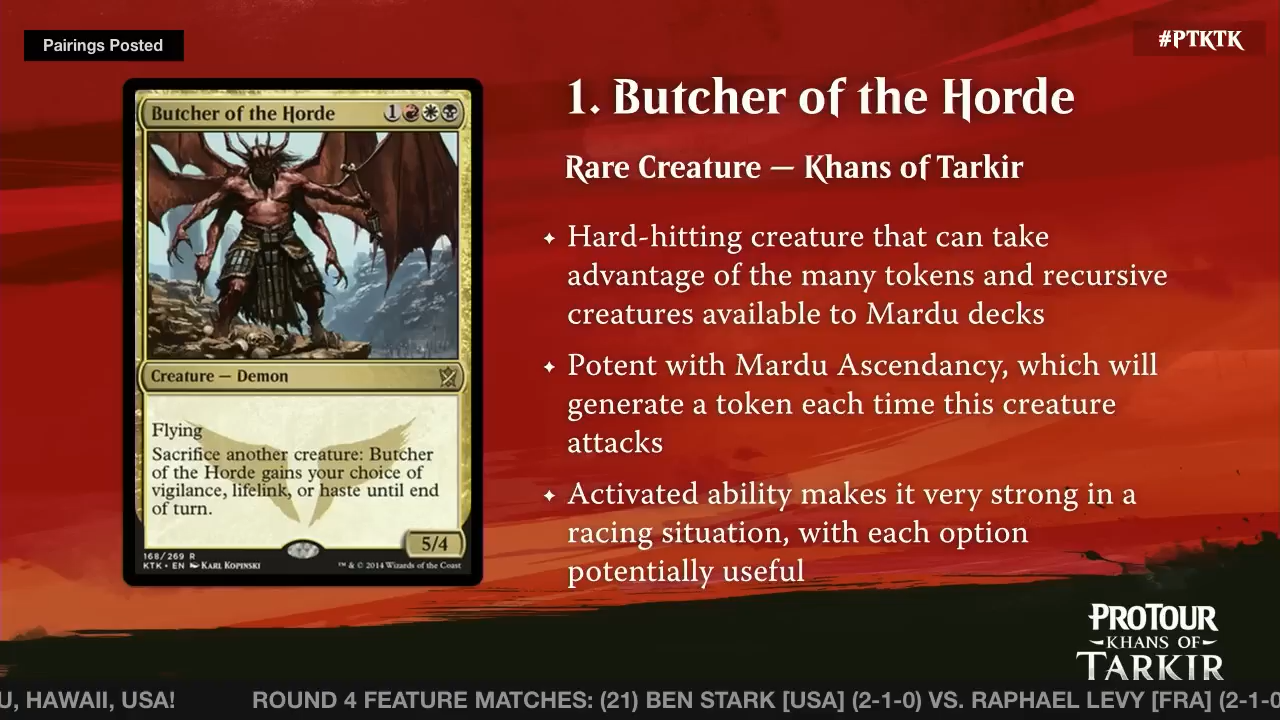 Pairings Posted
#PTKTK
Butcher of the Horde 1
Creature — Demon
Flying
Sacrifice another creature: Butcher
of the Horde gains your choice of
vigilance, lifelink, or haste until end
of turn.
5/4
168/269 R
KTK • EN Karl Kopinski
™ & © 2014 Wizards of the Coast
1. Butcher of the Horde
Rare Creature — Khans of Tarkir
✦ Hard-hitting creature that can take
advantage of the many tokens and recursive
creatures available to Mardu decks
✦ Potent with Mardu Ascendancy, which will
generate a token each time this creature
attacks
✦ Activated ability makes it very strong in a
racing situation, with each option
potentially useful
PRO TOUR
KHANS OF
TARKIR
U, HAWAII, USA! ROUND 4 FEATURE MATCHES: (21) BEN STARK [USA] (2-1-0) VS. RAPHAEL LEVY [FRA] (2-1-0